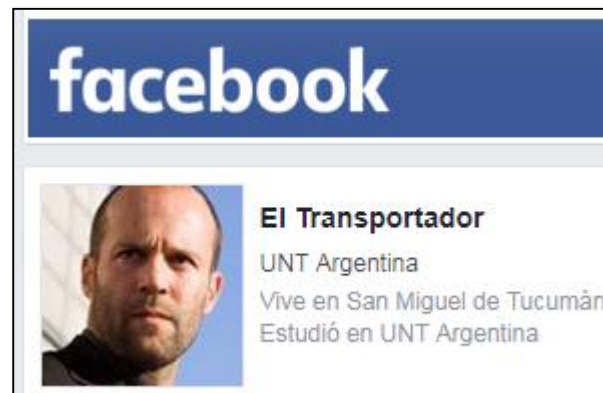 facebook
El Transportador
UNT Argentina
Vive en San Miguel de Tucumán
Estudió en UNT Argentina